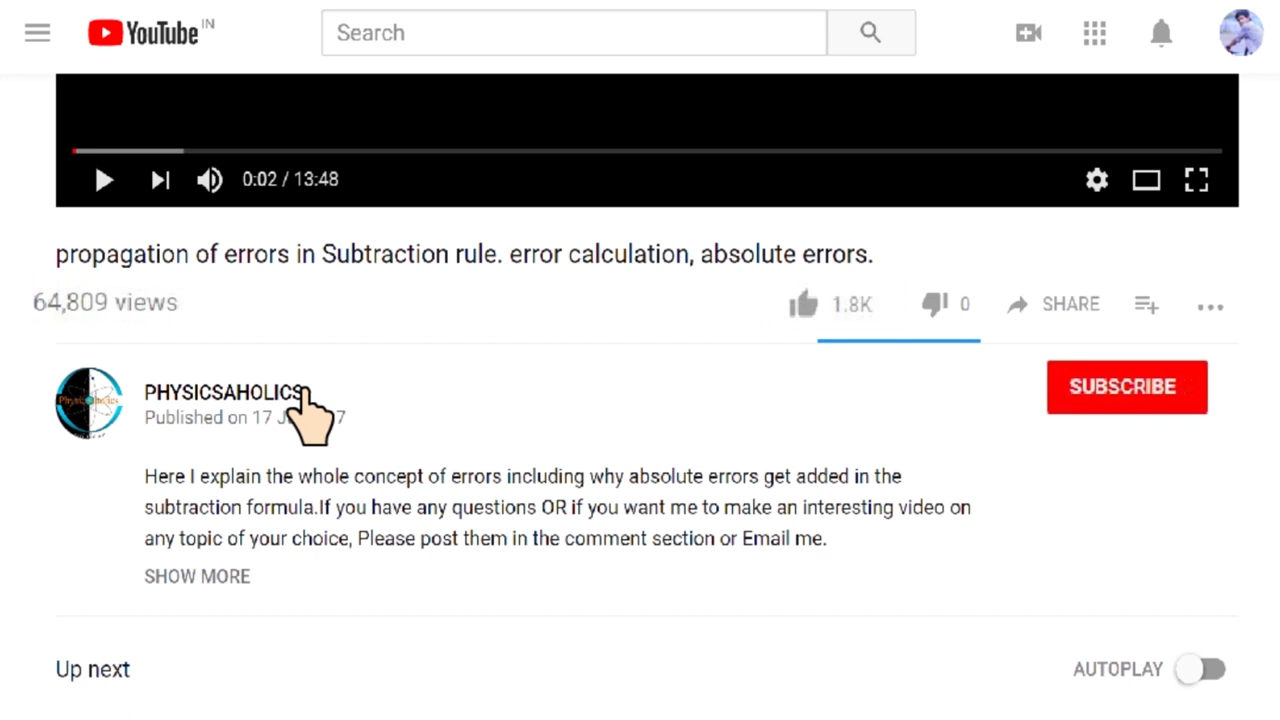 YouTube IN
Search
0:02 / 13:48
propagation of errors in Subtraction rule. error calculation, absolute errors.
64,809 views
1.8K
0
SHARE
PHYSICSAHOLICS
SUBSCRIBE
Published on 17
Here I explain the whole concept of errors including why absolute errors get added in the
subtraction formula.If you have any questions OR if you want me to make an interesting video on
any topic of your choice, Please post them in the comment section or Email me.
SHOW MORE
Up next
AUTOPLAY